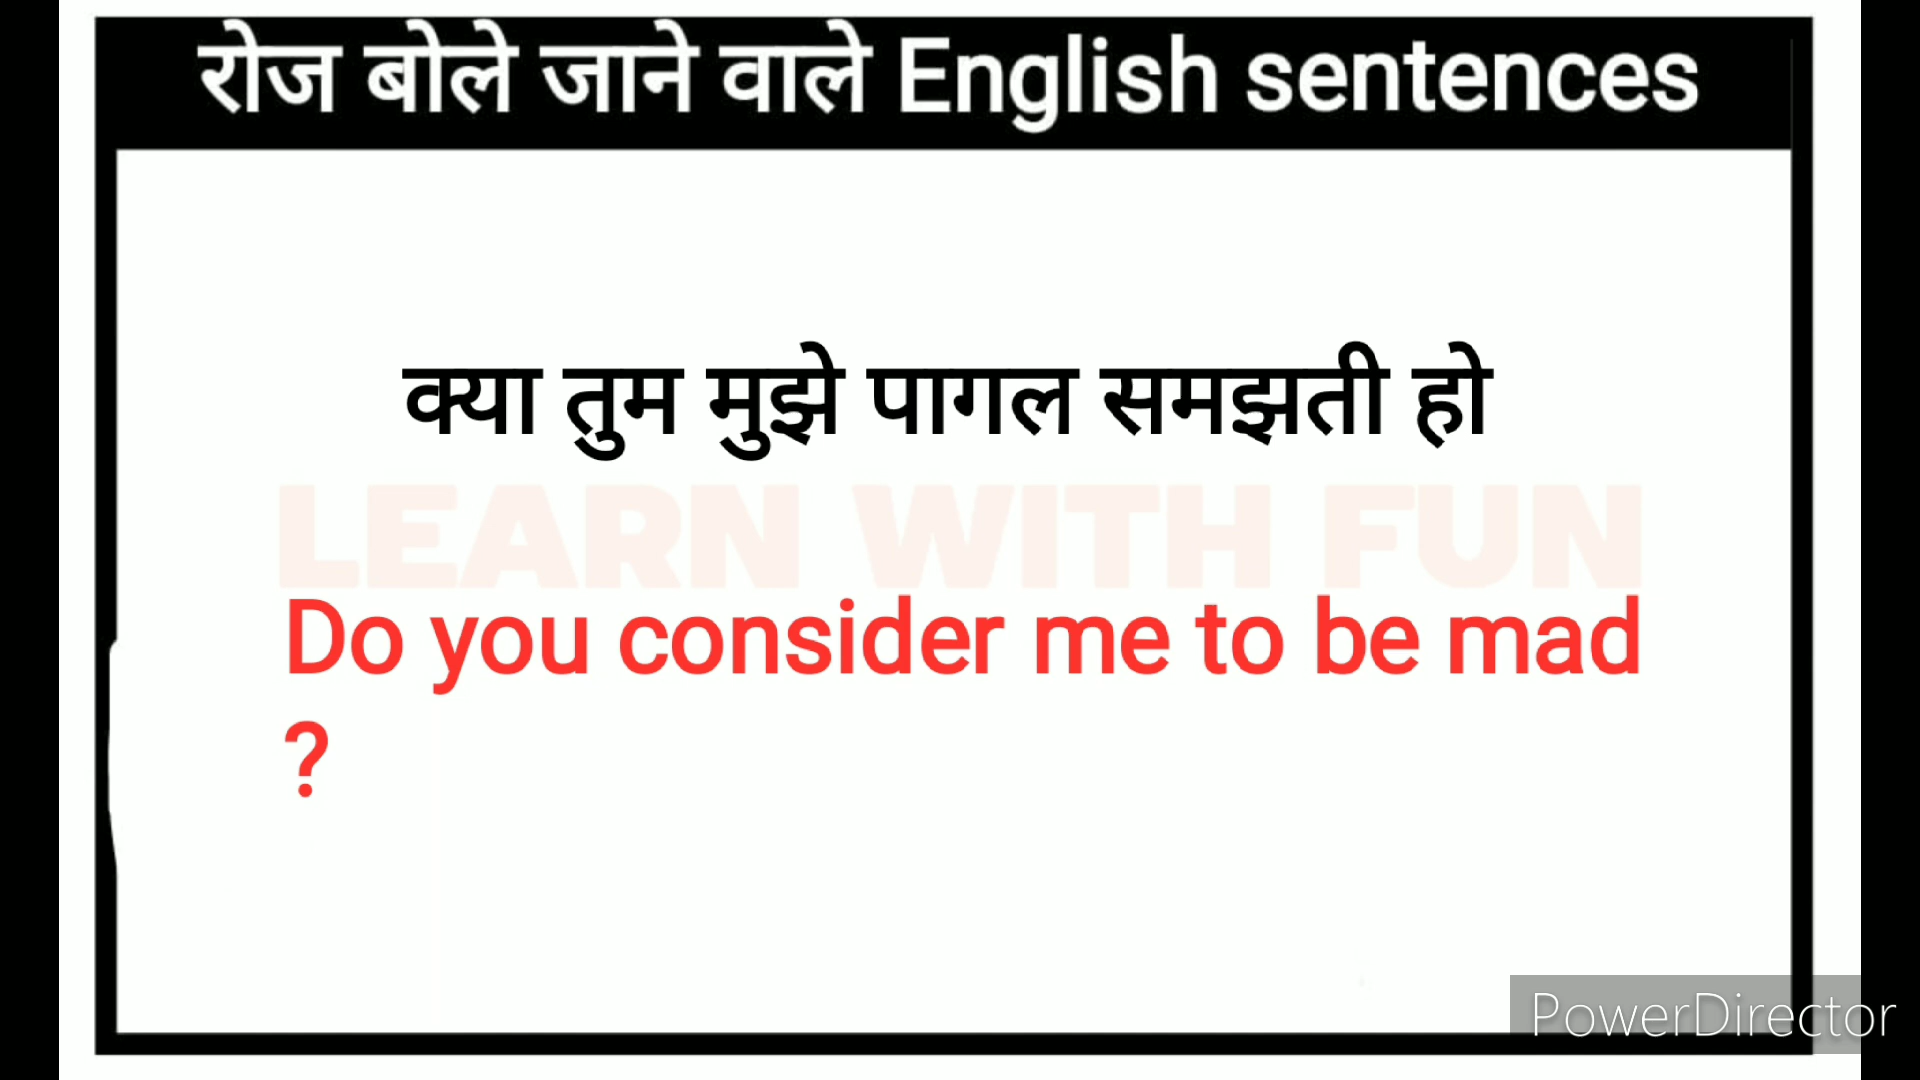 रोज बोले जाने वाले English sentences
क्या तुम मुझे पागल समझती हो
LEARN WITH FUN
Do you consider me to be mad
?
PowerDirector